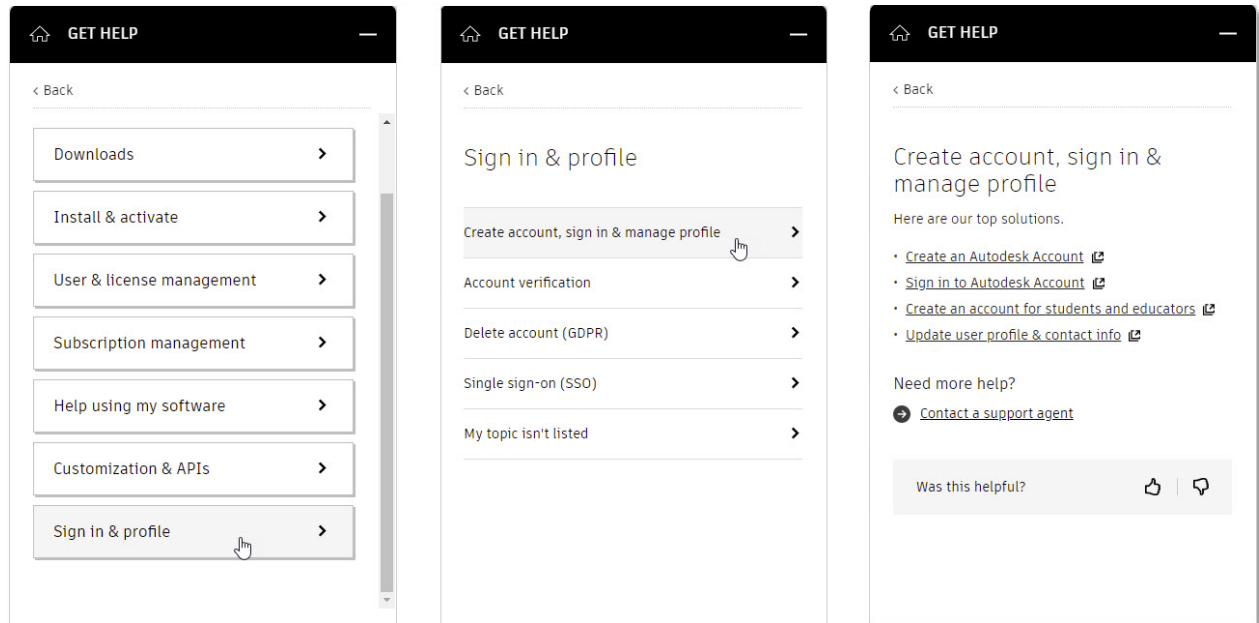 GET HELP
< Back
Downloads
Install & activate
User & license management
Subscription management
Help using my software
Customization & APIs
Sign in & profile
GET HELP
< Back
Sign in & profile
Create account, sign in & manage profile
Account verification
Delete account (GDPR)
Single sign-on (SSO)
My topic isn't listed
GET HELP
< Back
Create account, sign in &
manage profile
Here are our top solutions.
• Create an Autodesk Account
• Sign in to Autodesk Account
• Create an account for students and educators
• Update user profile & contact info
Need more help?
Contact a support agent
Was this helpful?